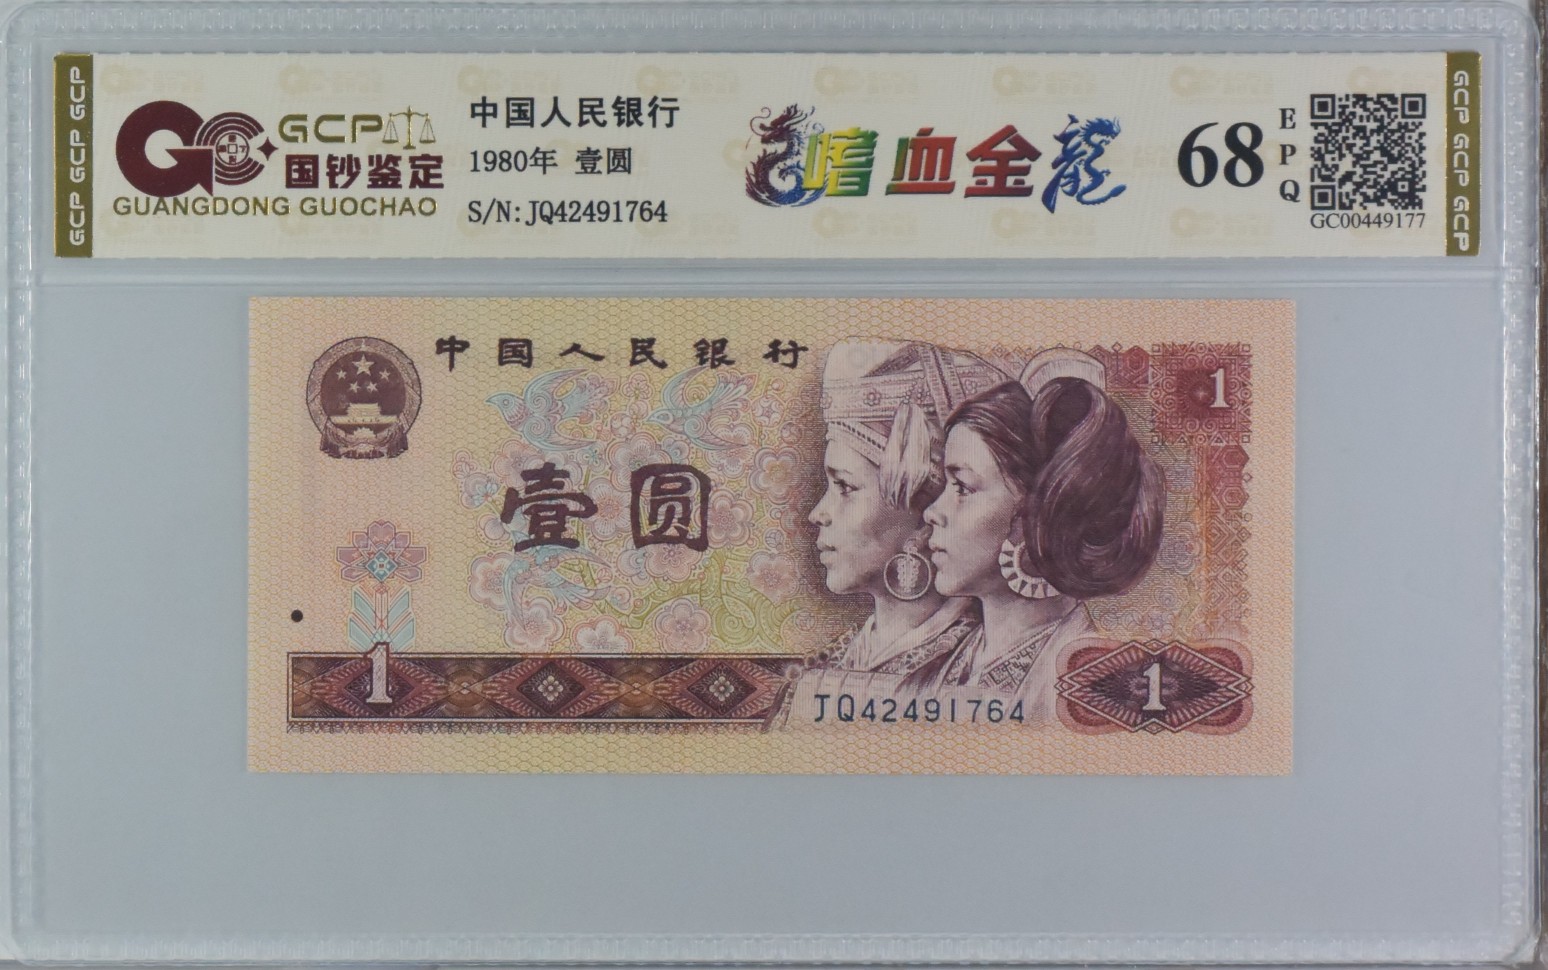 GCP GCP GCP
GCP
国钞鉴定
GUANGDONG GUOCHAO
中国人民银行
1980年 壹圆
S/N:JQ42491764
嗜血金龍
68
EPQ
GC00449177
GCP GCP GCP
中国人民银行
1
壹圆
1
JQ42491764
1